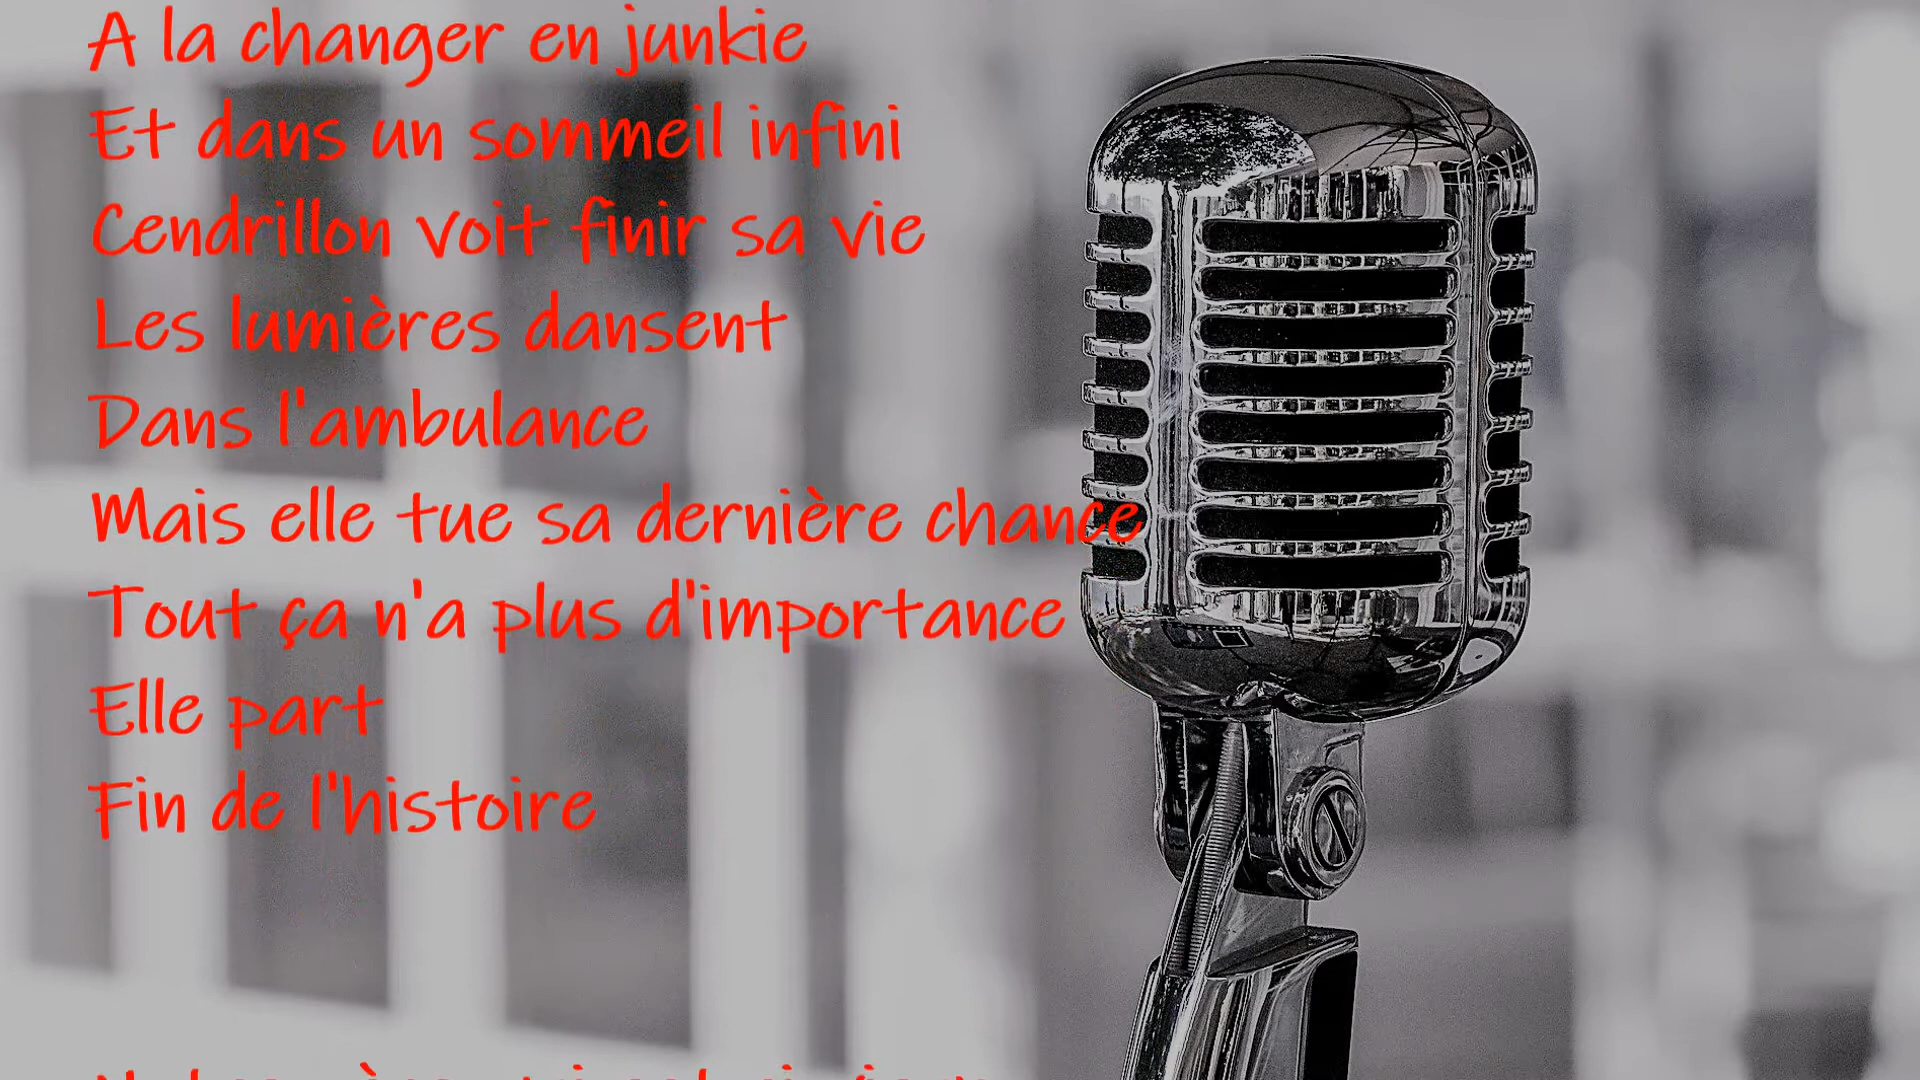 A la changer en junkie
Et dans un sommeil infini
Cendrillon voit finir sa vie
Les lumières dansent
Dans l'ambulance
Mais elle tue sa dernière chance
Tout ça n'a plus d'importance
Elle part
Fin de l'histoire